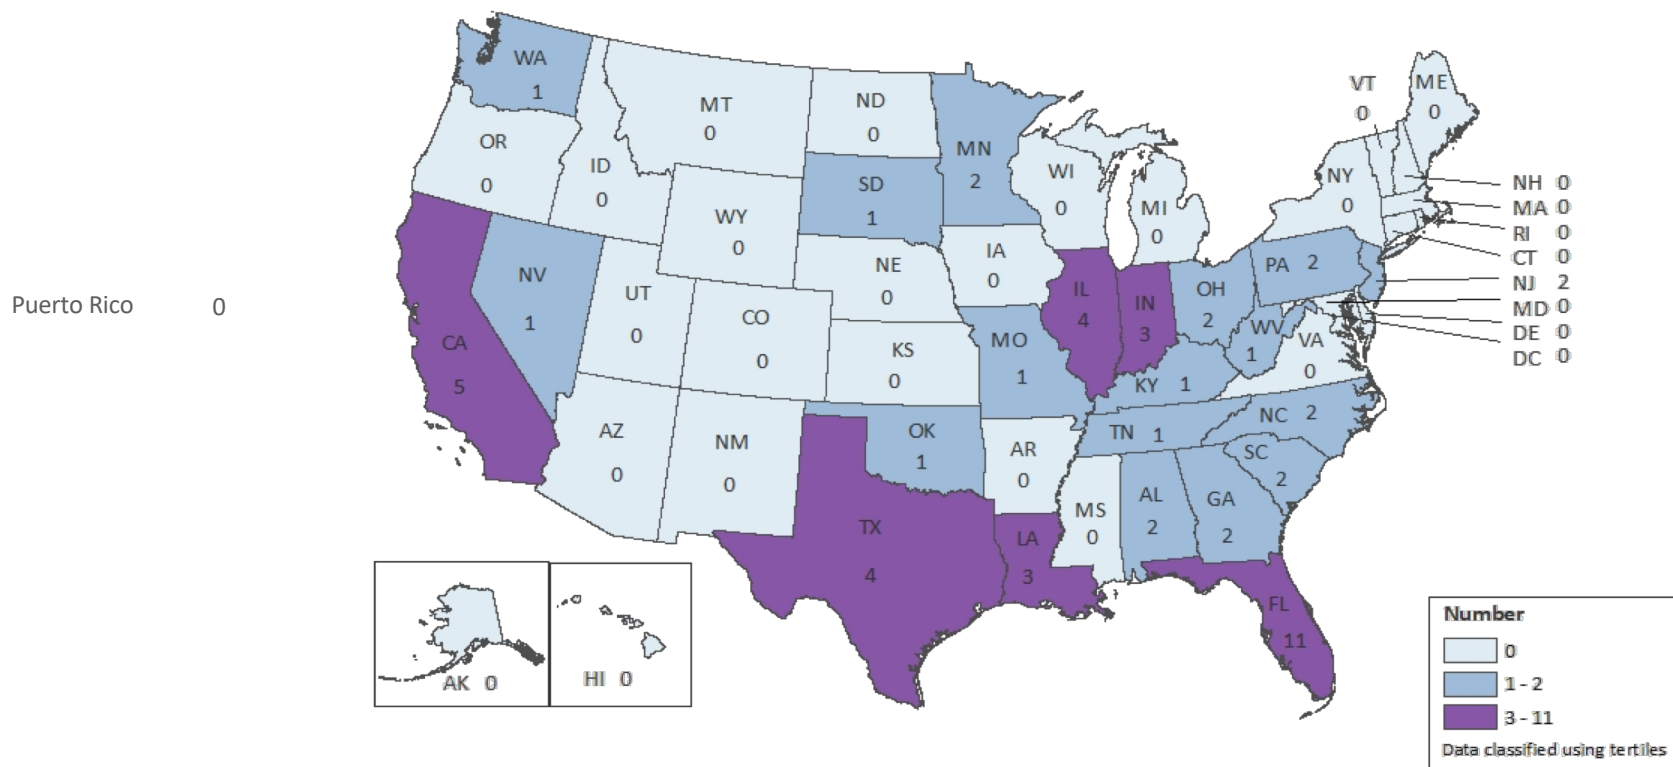 WA
1
MT
0
ND
0
MN
2
VT
0
ME
0
OR
0
ID
0
SD
1
WI
0
MI
0
NY
0
NH 0
MA 0
RI 0
CT 0
NJ 2
MD 0
DE 0
DC 0
WY
0
NV
1
UT
0
CO
0
NE
0
IA
0
IL
4
IN
3
OH
2
PA 2
WV
1
VA
0
Puerto Rico 0
CA
5
KS
0
MO
1
KY 1
NC 2
TN 1
SC
2
AZ
0
NM
0
OK
1
AR
0
MS
0
AL
2
GA
2
TX
4
LA
3
FL
11
AK 0
HI 0
Number
0
1 - 2
3 - 11
Data classified using tertiles